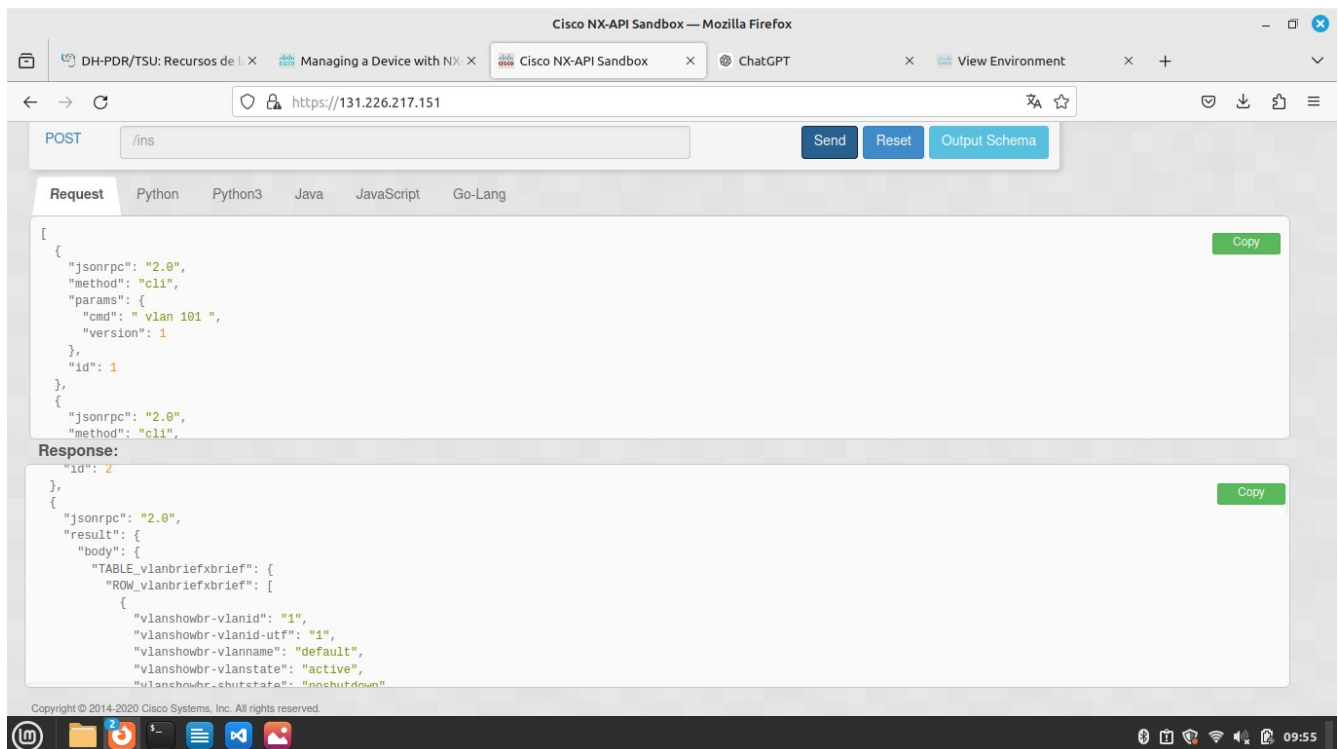 Cisco NX-API Sandbox — Mozilla Firefox
DH-PDR/TSU: Recursos de l
Managing a Device with NX
Cisco NX-API Sandbox
ChatGPT
View Environment
https://131.226.217.151
POST
/ins
Send
Reset
Output Schema
Request
Python
Python3
Java
JavaScript
Go-Lang
Copy
[
{
"jsonrpc": "2.0",
"method": "cli",
"params": {
"cmd": " vlan 101 ",
"version": 1
},
"id": 1
},
{
"jsonrpc": "2.0",
"method": "cli",
Response:
"id": 2
Copy
},
{
"jsonrpc": "2.0",
"result": {
"body": {
"TABLE_vlanbriefxbrief": {
"ROW_vlanbriefxbrief": [
{
"vlanshowbr-vlanid": "1",
"vlanshowbr-vlanid-utf": "1",
"vlanshowbr-vlanname": "default",
"vlanshowbr-vlanstate": "active",
"vlanshowbr-shutstate": "noshutdown"
Copyright © 2014-2020 Cisco Systems, Inc. All rights reserved.
2
09:55